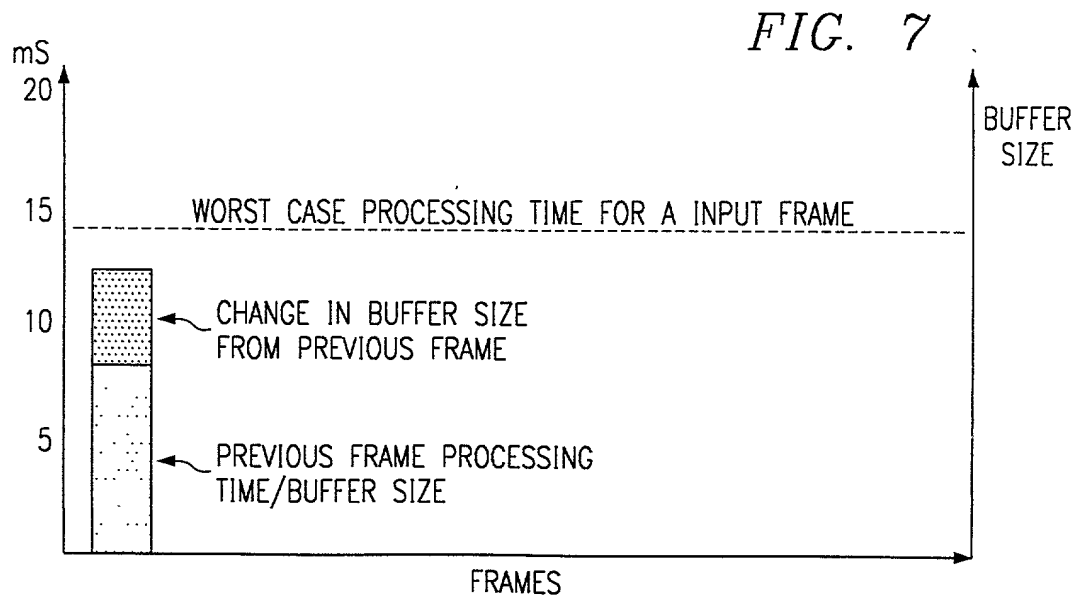 FIG. 7
mS
20
15
10
5
BUFFER
SIZE
WORST CASE PROCESSING TIME FOR A INPUT FRAME
CHANGE IN BUFFER SIZE
FROM PREVIOUS FRAME
PREVIOUS FRAME PROCESSING
TIME/BUFFER SIZE
FRAMES